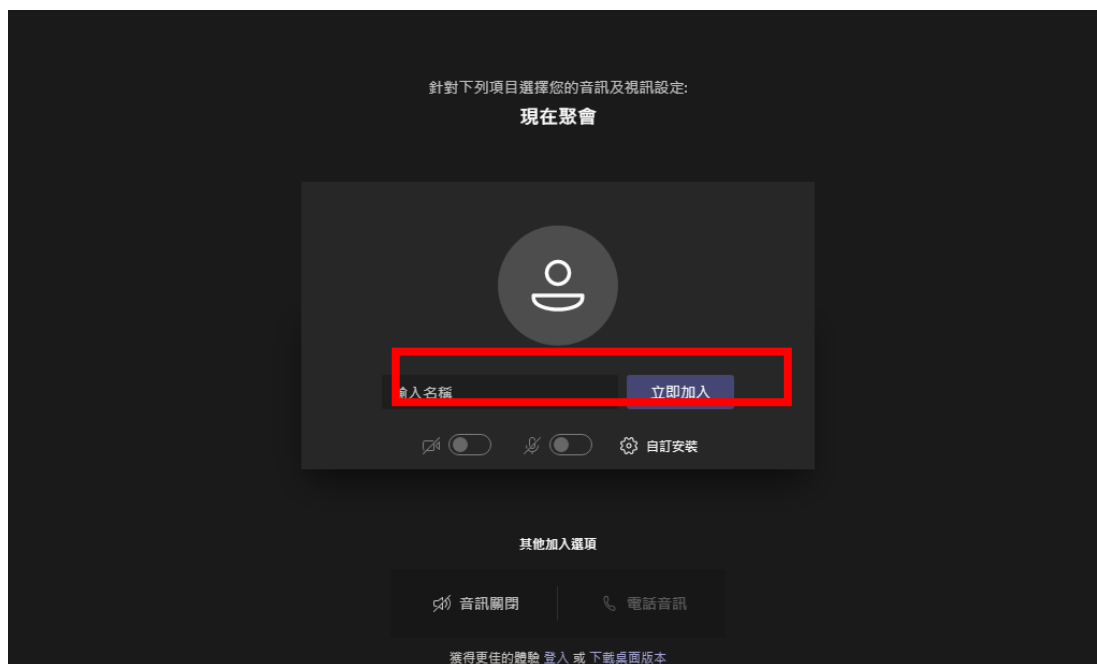 針對下列項目選擇您的音訊及視訊設定:
現在聚會
輸入名稱
立即加入
自訂安裝
其他加入選項
音訊關閉
電話音訊
獲得更佳的體驗 登入 或 下載桌面版本